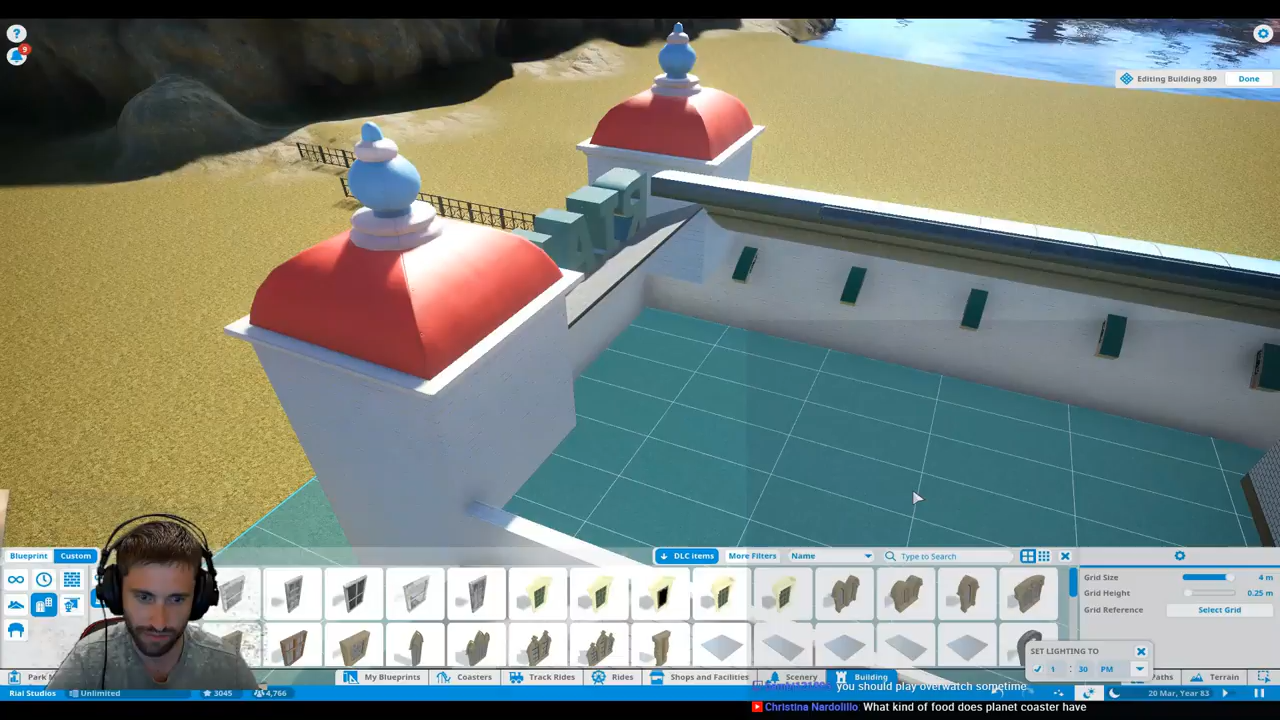 ?
9
Editing Building 809
Done
Blueprint
Custom
DLC items
More Filters
Name
Type to Search
Grid Size
4 m
Grid Height
0.25 m
Grid Reference
Select Grid
SET LIGHTING TO
1 : 30 PM
Park
My Blueprints
Coasters
Track Rides
Rides
Shops and Facilities
Scenery
Building
Paths
Terrain
Rial Studios
Unlimited
3045
4,766
you should play overwatch sometime
20 Mar, Year 83
Christina Nardolillo What kind of food does planet coaster have